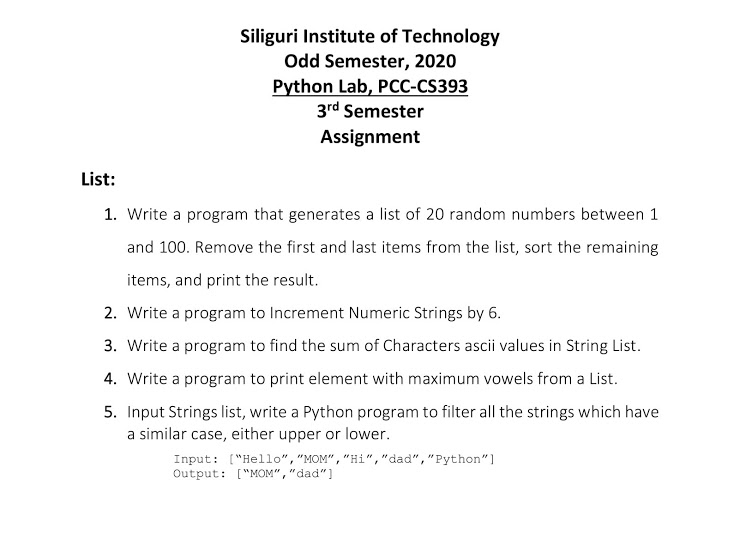 Siliguri Institute of Technology
Odd Semester, 2020
Python Lab, PCC-CS393
3rd Semester
Assignment
List:
1. Write a program that generates a list of 20 random numbers between 1
and 100. Remove the first and last items from the list, sort the remaining
items, and print the result.
2. Write a program to Increment Numeric Strings by 6.
3. Write a program to find the sum of Characters ascii values in String List.
4. Write a program to print element with maximum vowels from a List.
5. Input Strings list, write a Python program to filter all the strings which have
a similar case, either upper or lower.
Input: [“Hello”,”MOM”,”Hi”,”dad”,”Python”]
Output: [“MOM”,”dad”]